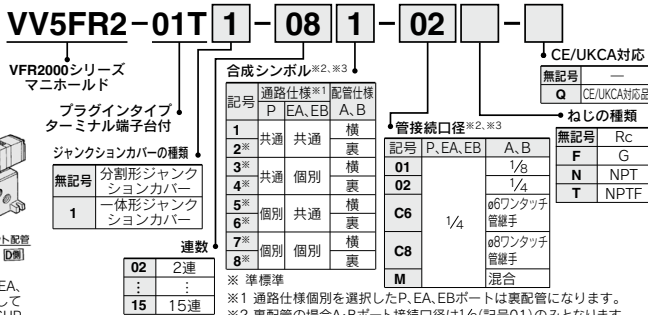 VV5FR2-01T 1 - 08 1 - 02 □ - □
VFR2000シリーズ
マニホールド
プラグインタイプ
ターミナル端子台付
ジャンクションカバーの種類
無記号 分割形ジャンク
ションカバー
1 一体形ジャンク
ションカバー
連数
02 2連
⋮ ⋮
15 15連
合成シンボル※2、※3
記号 通路仕様※1 配管仕様
P EA、EB A、B
1 共通 共通 横
2※ 裏
3※ 共通 個別 横
4※ 裏
5※ 個別 共通 横
6※ 裏
7※ 個別 個別 横
8※ 裏
※ 準標準
※1 通路仕様個別を選択したP、EA、EBポートは裏配管になります。
管接続口径※2、※3
記号 P、EA、EB A、B
01 1/4 1/8
02 1/4
C6 ø6ワンタッチ
管継手
C8 ø8ワンタッチ
管継手
M 混合
CE/UKCA対応
無記号 —
Q CE/UKCA対応品
ねじの種類
無記号 Rc
F G
N NPT
T NPTF
ト配管
D側
EA、
して